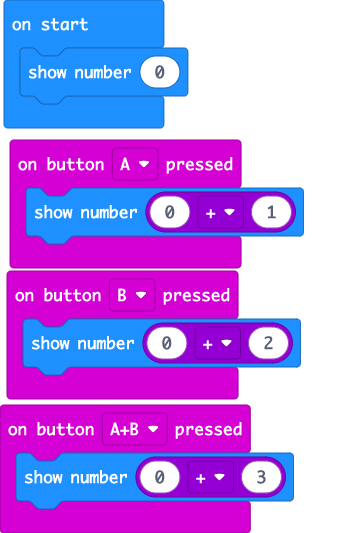 on start
show number 0
on button A pressed
show number 0 + 1
on button B pressed
show number 0 + 2
on button A+B pressed
show number 0 + 3